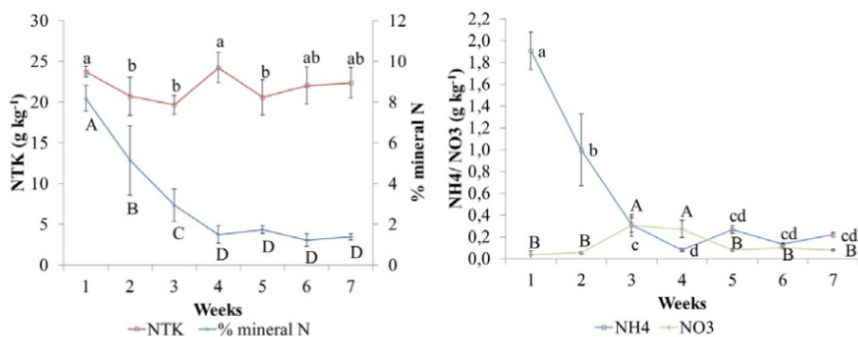 30
25
20
15
10
5
0
NTK (g kg⁻¹)
12
10
8
6
4
2
0
% mineral N
a b b a b ab ab
A
B
C
D D D D
1 2 3 4 5 6 7
Weeks
NTK % mineral N
2,2
2,0
1,8
1,6
1,4
1,2
1,0
0,8
0,6
0,4
0,2
0,0
NH4/ NO3 (g kg⁻¹)
a
b
A A
cd cd cd
B B c d B B B
1 2 3 4 5 6 7
Weeks
NH4 NO3